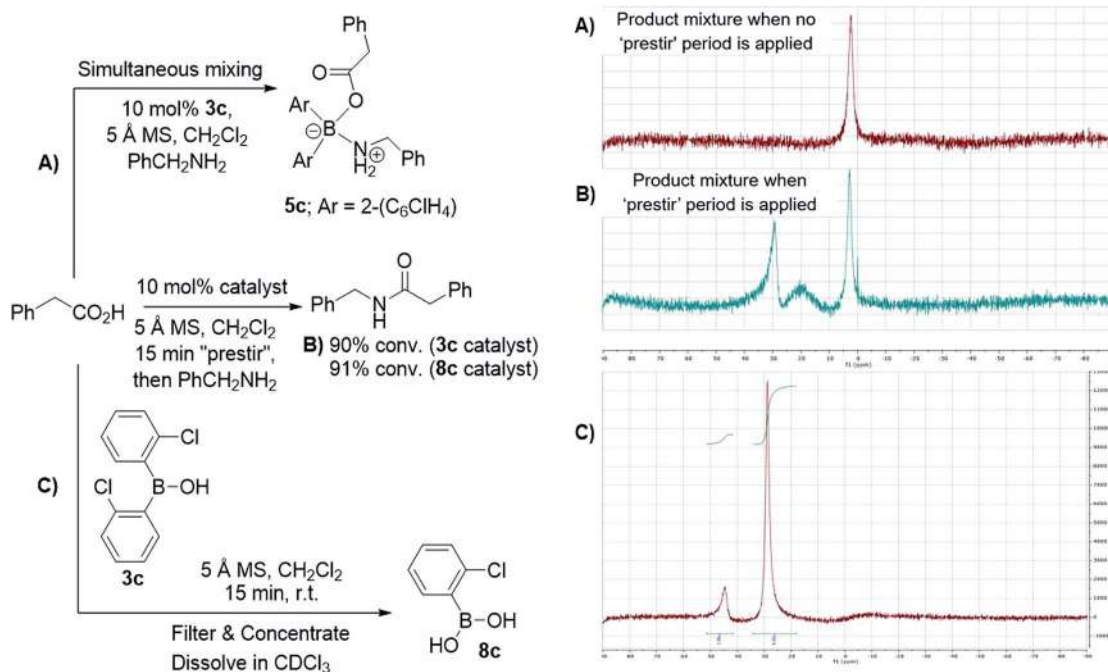 A)
Simultaneous mixing
10 mol% 3c,
5 Å MS, CH2Cl2
PhCH2NH2
Ph
O
O
Ar
B
⊖
Ar
N
⊕
H2
Ph
5c; Ar = 2-(C6ClH4)
Ph
CO2H
10 mol% catalyst
5 Å MS, CH2Cl2
15 min "prestir",
then PhCH2NH2
Ph
N
H
O
Ph
B) 90% conv. (3c catalyst)
91% conv. (8c catalyst)
C)
Cl
Cl
B-OH
3c
5 Å MS, CH2Cl2
15 min, r.t.
Filter & Concentrate
Dissolve in CDCl3
Cl
B
OH
HO
8c
A)
Product mixture when no
'prestir' period is applied
B)
Product mixture when
'prestir' period is applied
C)